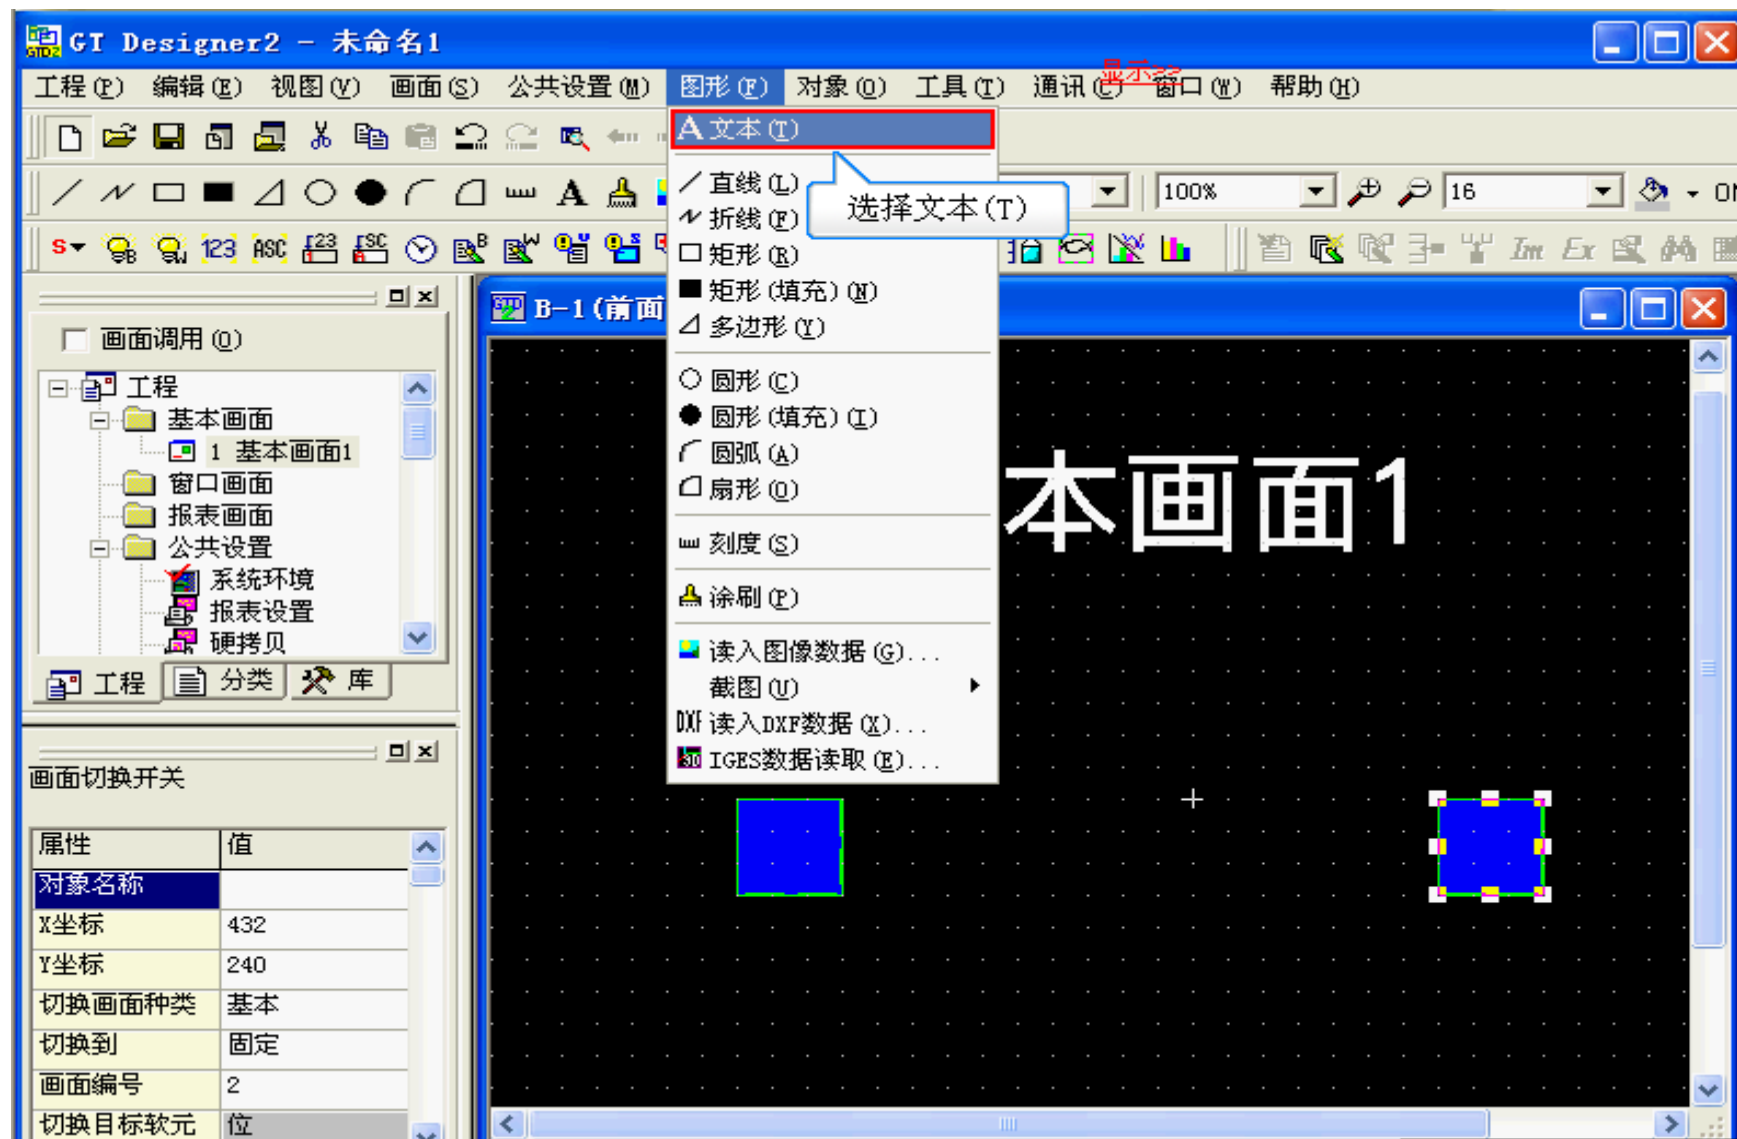 GT Designer2 - 未命名1
工程(P) 编辑(E) 视图(V) 画面(S) 公共设置(M) 图形(F) 对象(O) 工具(T) 通讯(C) 窗口(W) 帮助(H)
显示>>
A 文本(T)
选择文本(T)
直线(L)
折线(F)
矩形(R)
矩形(填充)(N)
多边形(Y)
圆形(C)
圆形(填充)(I)
圆弧(A)
扇形(O)
刻度(S)
涂刷(P)
读入图像数据(G)...
截图(U)
DXF 读入DXF数据(X)...
IGES数据读取(E)...
A 100% 16
S 123 ASC 123 Im Ex
画面调用(O)
工程
基本画面
1 基本画面1
窗口画面
报表画面
公共设置
系统环境
报表设置
硬拷贝
工程 分类 库
画面切换开关
属性 值
对象名称
X坐标 432
Y坐标 240
切换画面种类 基本
切换到 固定
画面编号 2
切换目标软元 位
B-1(前面
本画面1